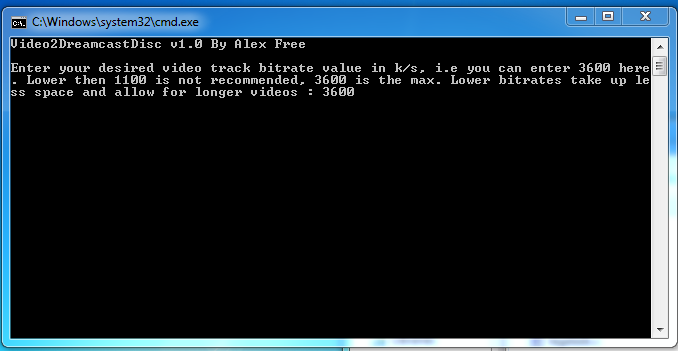 C:\Windows\system32\cmd.exe
Video2DreamcastDisc v1.0 By Alex Free
Enter your desired video track bitrate value in k/s, i.e you can enter 3600 here
. Lower then 1100 is not recommended, 3600 is the max. Lower bitrates take up le
ss space and allow for longer videos : 3600